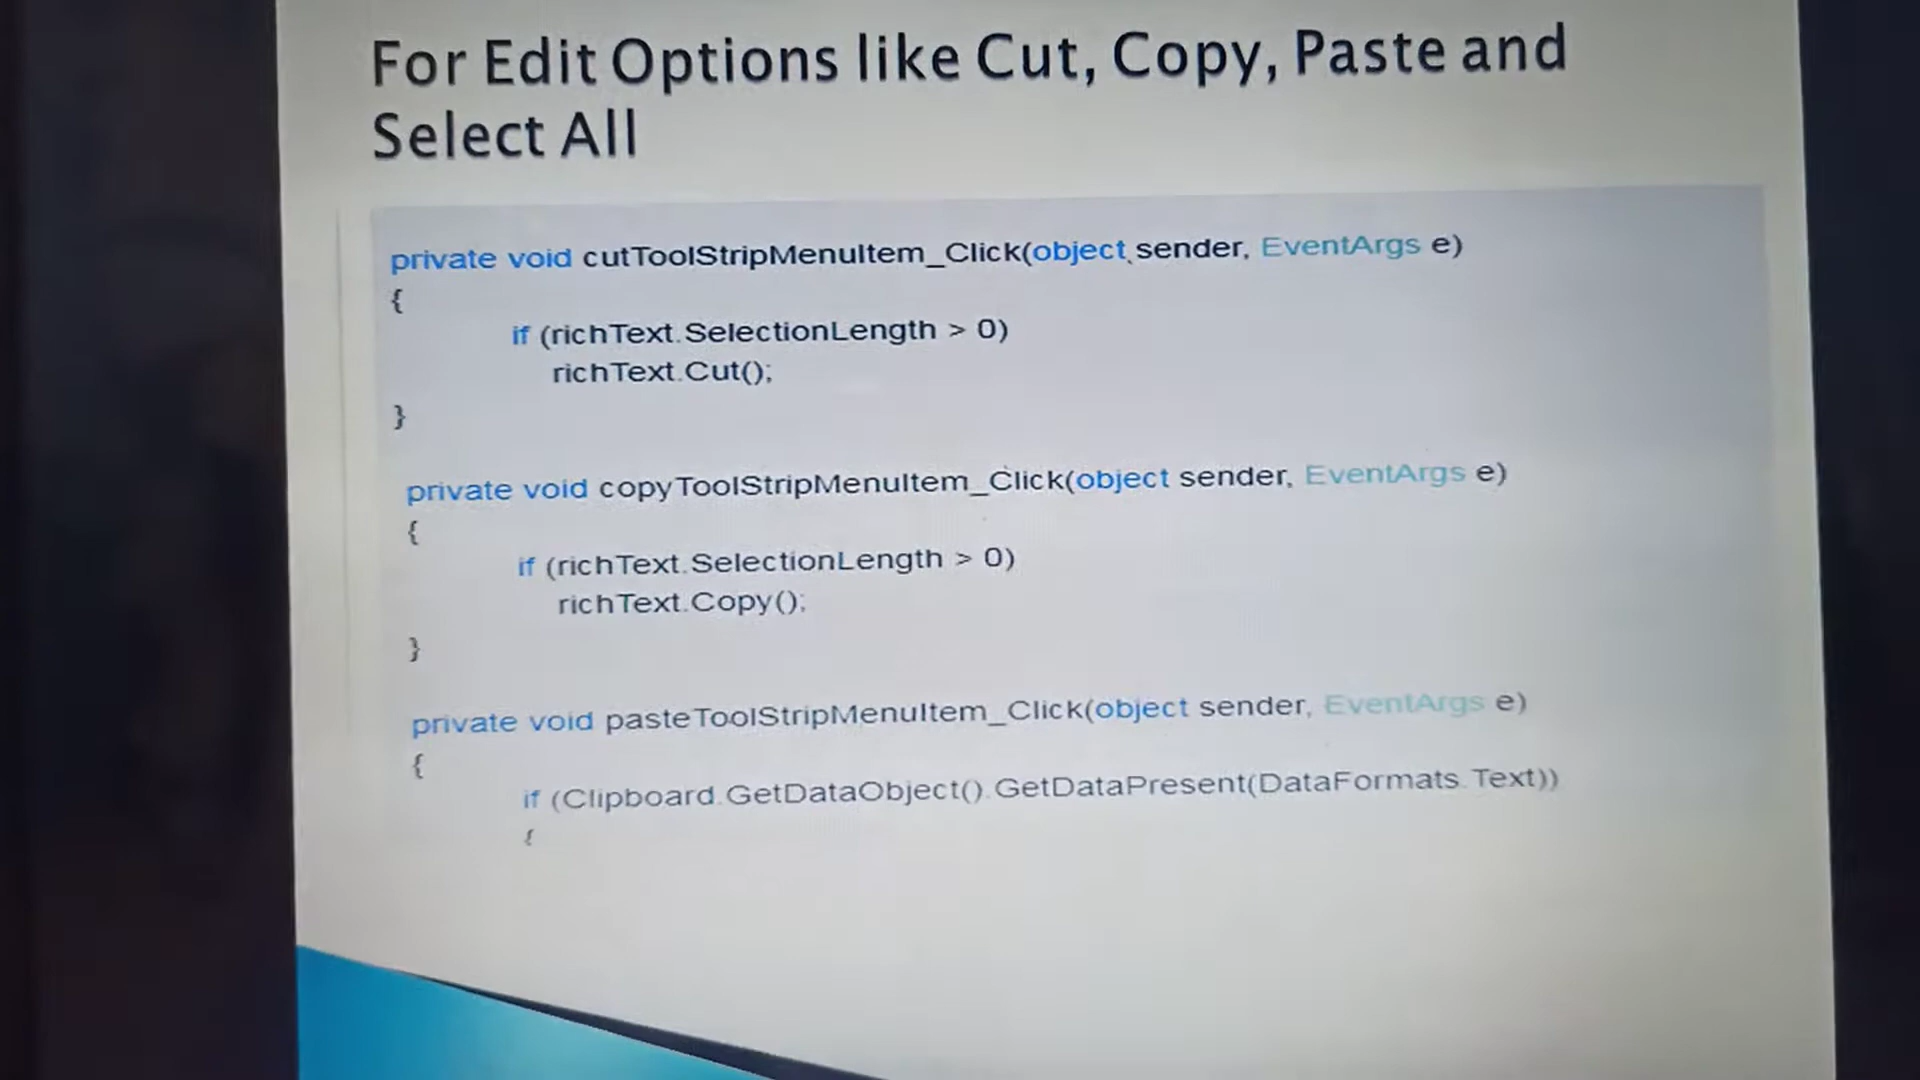 For Edit Options like Cut, Copy, Paste and
Select All
private void cutToolStripMenuItem_Click(object sender, EventArgs e)
{
if (richText.SelectionLength > 0)
richText.Cut();
}
private void copyToolStripMenuItem_Click(object sender, EventArgs e)
{
if (richText.SelectionLength > 0)
richText.Copy();
}
private void pasteToolStripMenuItem_Click(object sender, EventArgs e)
{
if (Clipboard.GetDataObject().GetDataPresent(DataFormats.Text))
{